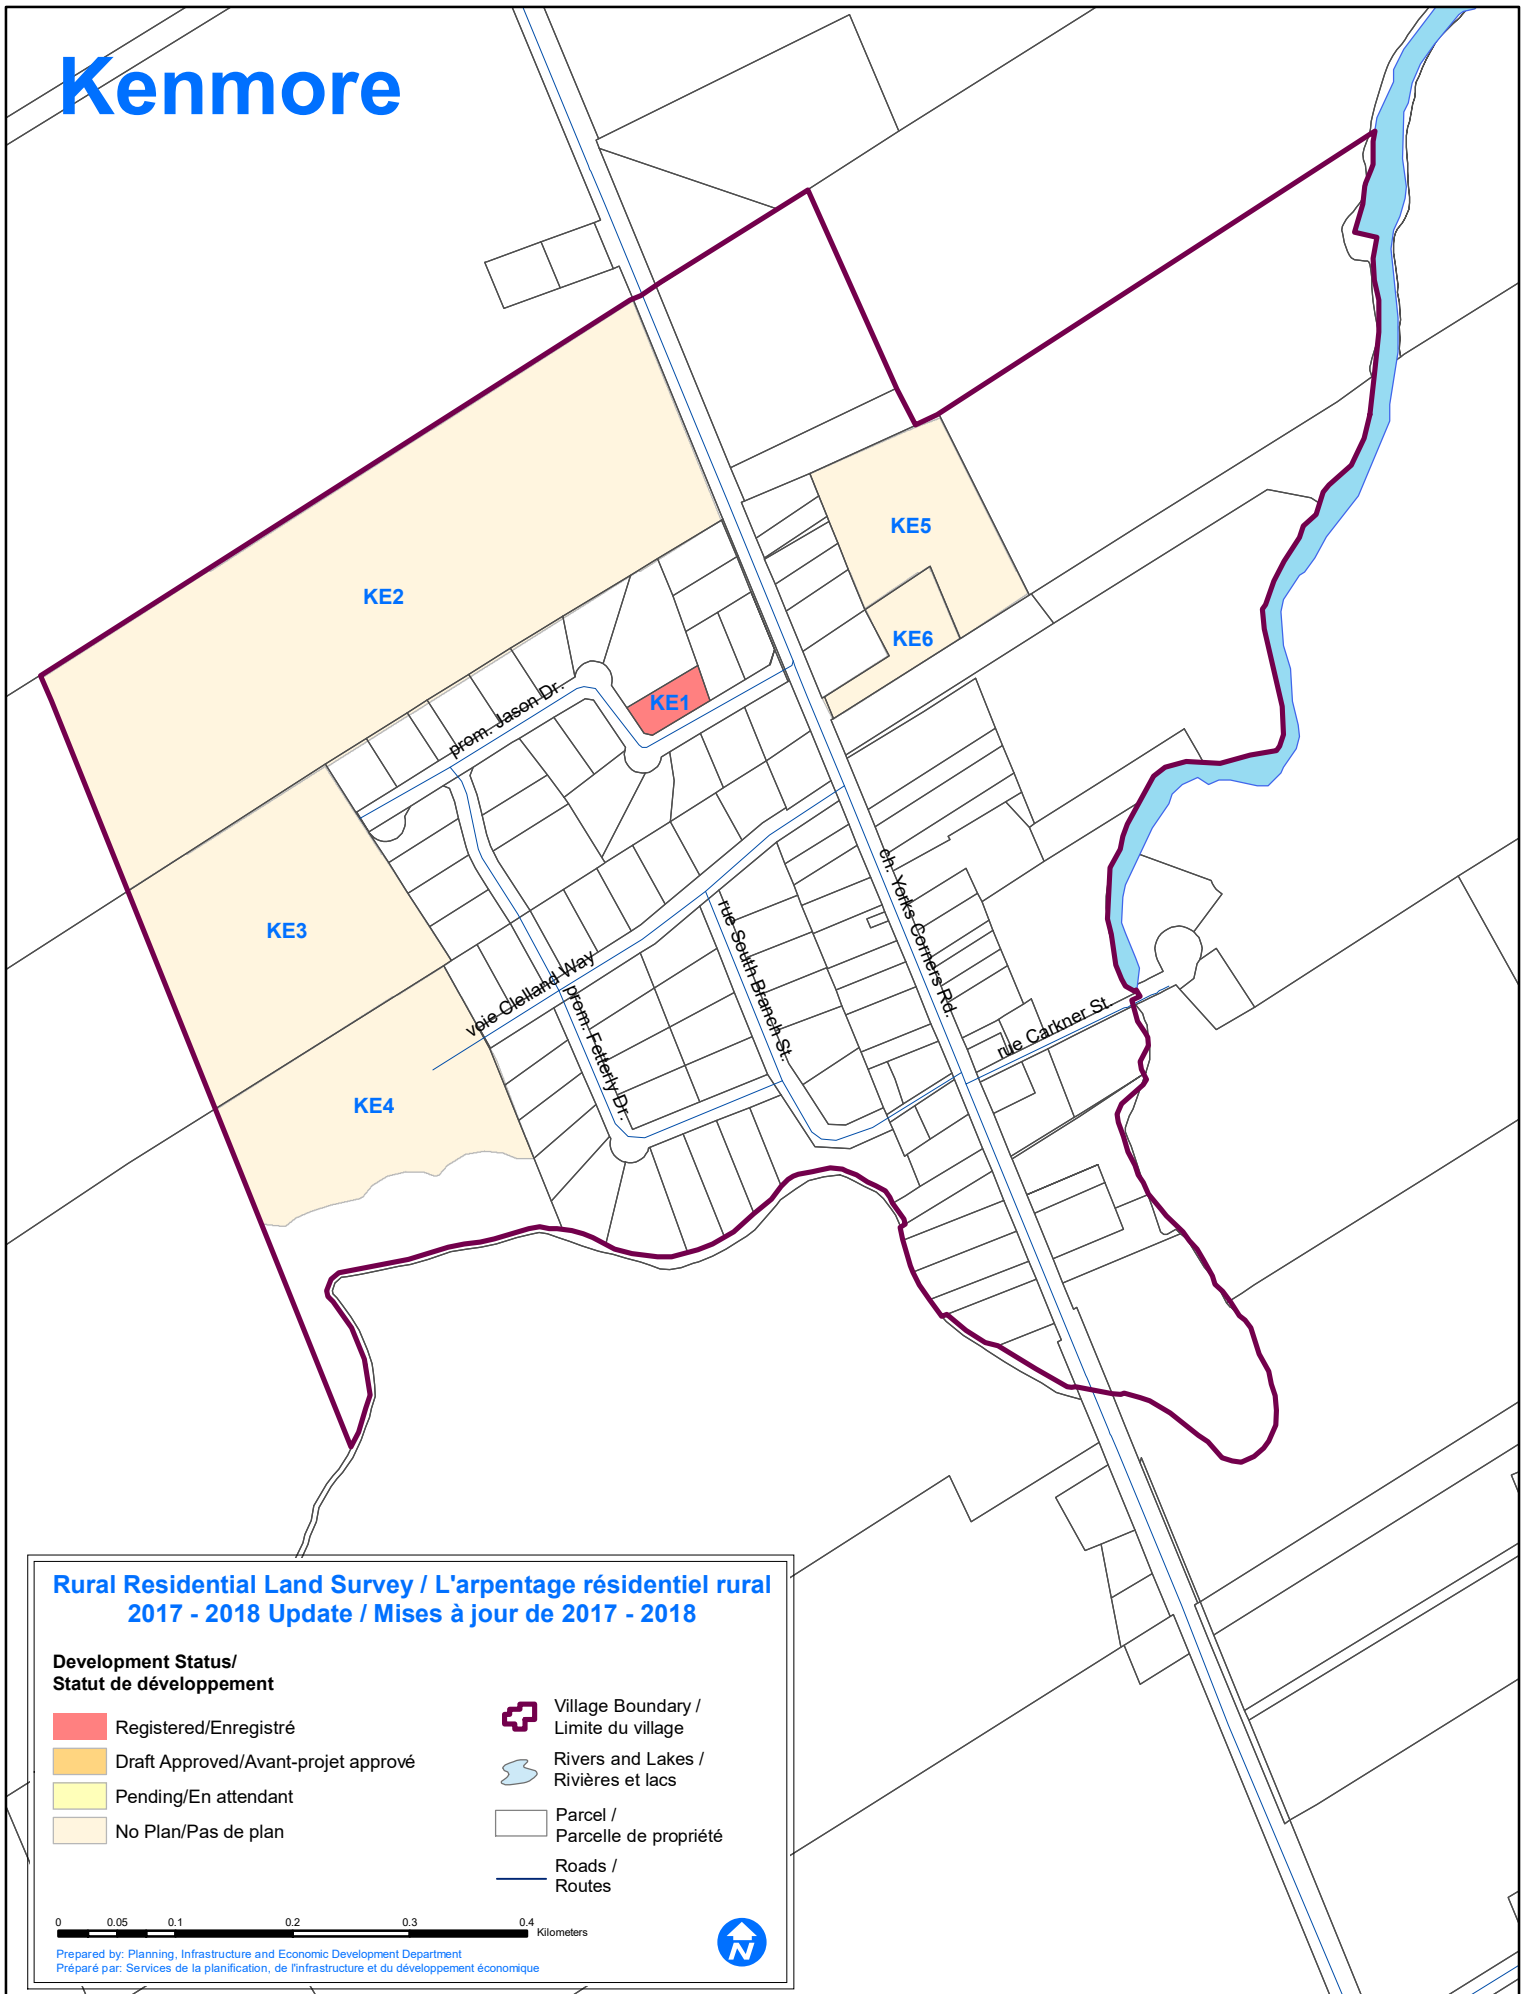 Kenmore
KE5
KE2
KE6
KE1
prom. Jason Dr.
ch. Yorks Corners Rd.
KE3
rue South Branch St.
voie Clelland Way
prom. Fetterly Dr.
rue Carkner St.
KE4
Rural Residential Land Survey / L'arpentage résidentiel rural
2017 - 2018 Update / Mises à jour de 2017 - 2018
Development Status/
Statut de développement
Registered/Enregistré
Draft Approved/Avant-projet apprové
Pending/En attendant
No Plan/Pas de plan
Village Boundary /
Limite du village
Rivers and Lakes /
Rivières et lacs
Parcel /
Parcelle de propriété
Roads /
Routes
0 0.05 0.1 0.2 0.3 0.4
Kilometers
Prepared by: Planning, Infrastructure and Economic Development Department
Préparé par: Services de la planification, de l'infrastructure et du développement économique
N